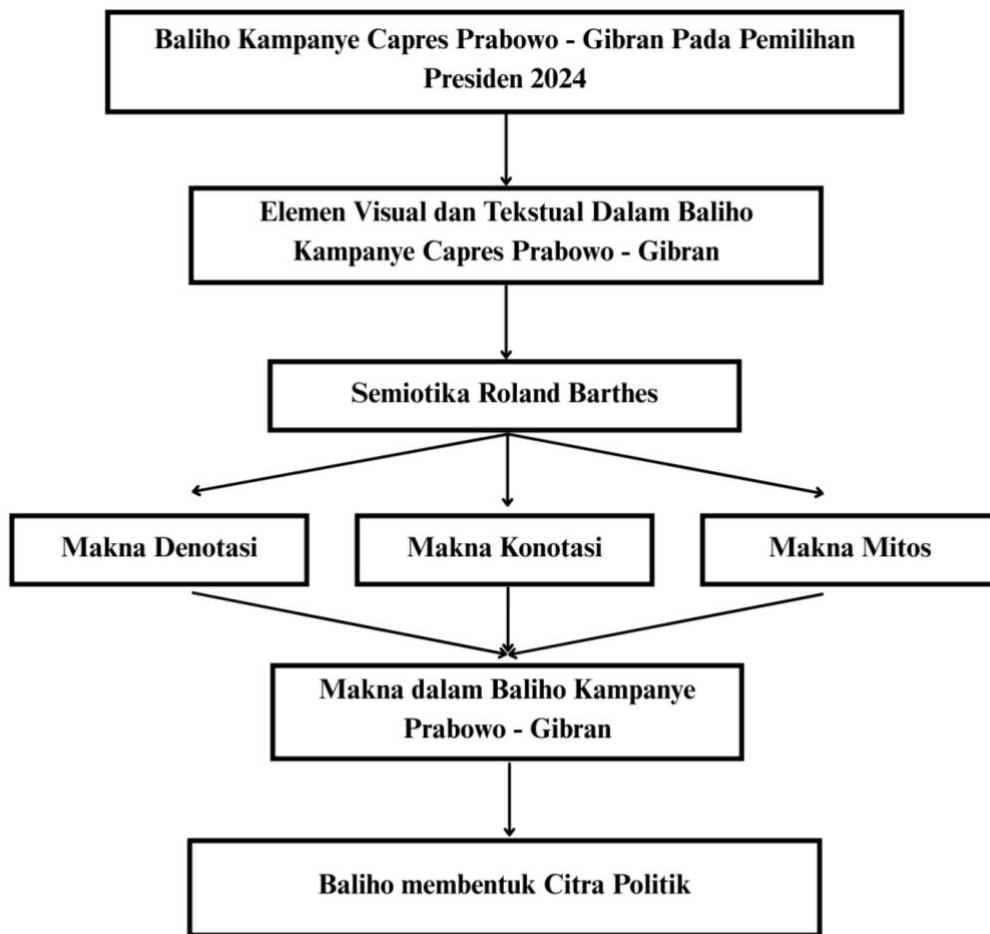 Baliho Kampanye Capres Prabowo - Gibran Pada Pemilihan
Presiden 2024
Elemen Visual dan Tekstual Dalam Baliho
Kampanye Capres Prabowo - Gibran
Semiotika Roland Barthes
Makna Denotasi
Makna Konotasi
Makna Mitos
Makna dalam Baliho Kampanye
Prabowo - Gibran
Baliho membentuk Citra Politik